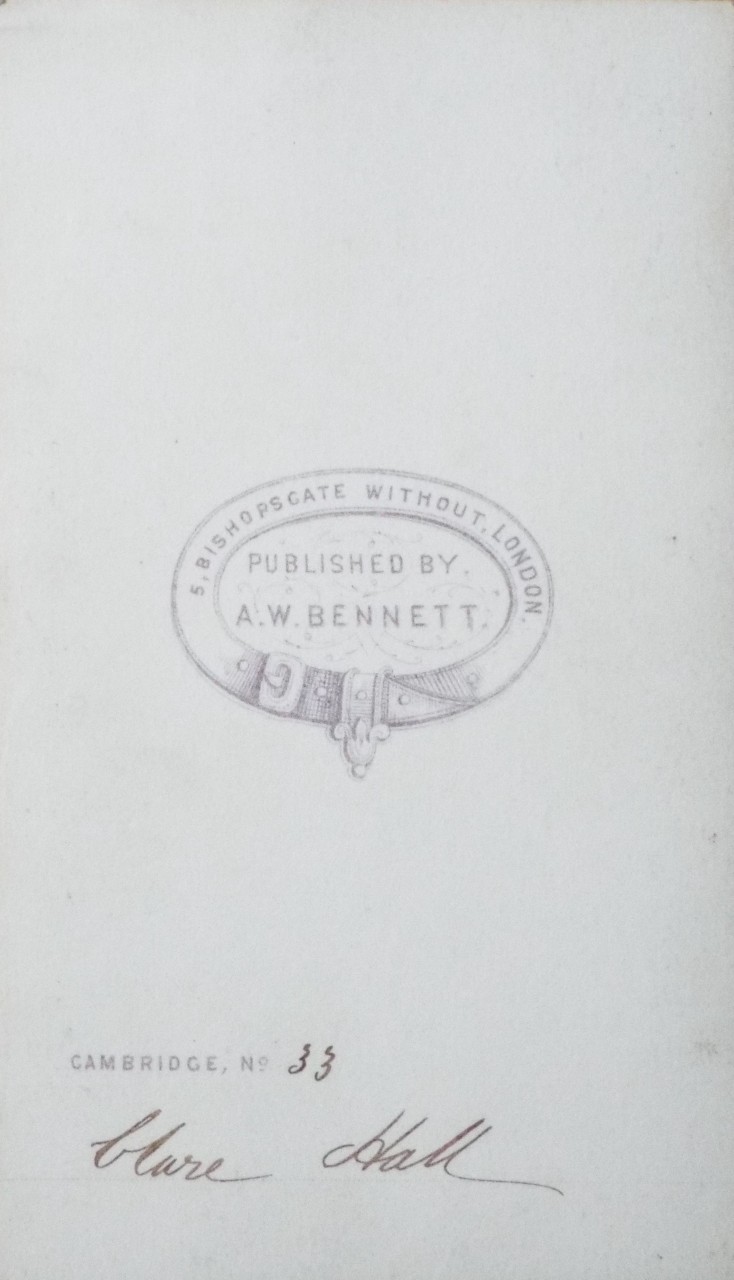 5, BISHOPSGATE WITHOUT, LONDON.
PUBLISHED BY.
A.W. BENNETT.
CAMBRIDGE, No 33
Clare Hall